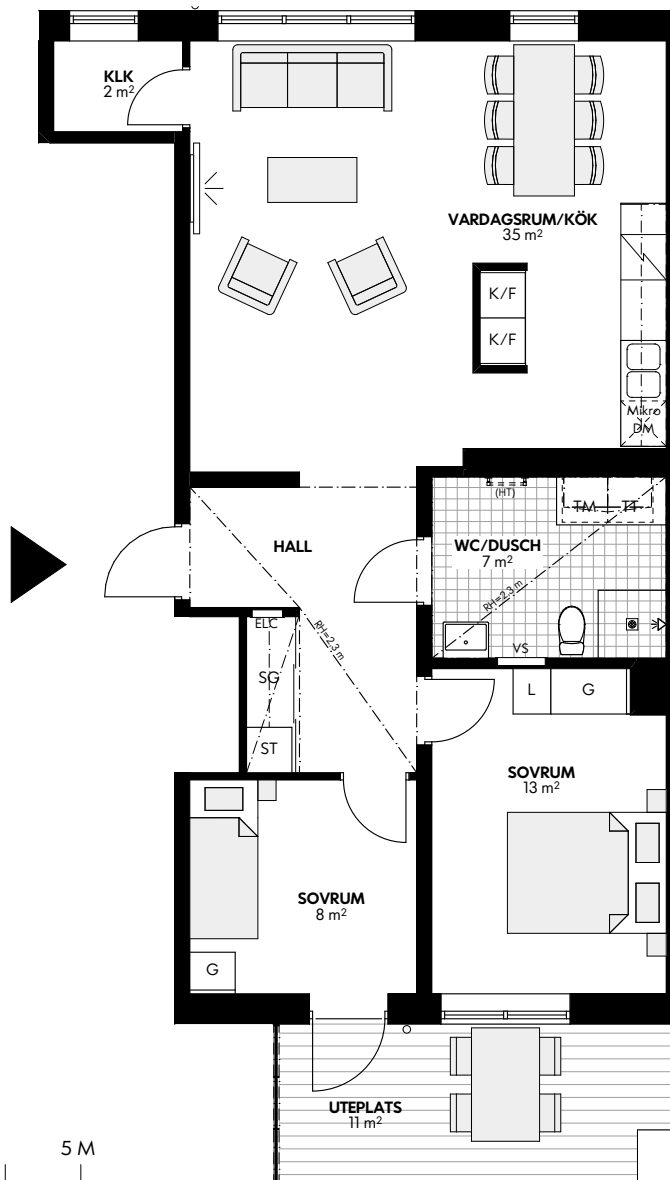 KLK
2 m²
VARDAGSRUM/KÖK
35 m²
K/F
K/F
Mikro
DM
(HT)
TM TT
HALL
WC/DUSCH
7 m²
RH=2.3 m
ELC
RH=2.3 m
VS
SG
L G
ST
SOVRUM
13 m²
SOVRUM
8 m²
G
UTEPLATS
11 m²
5 M